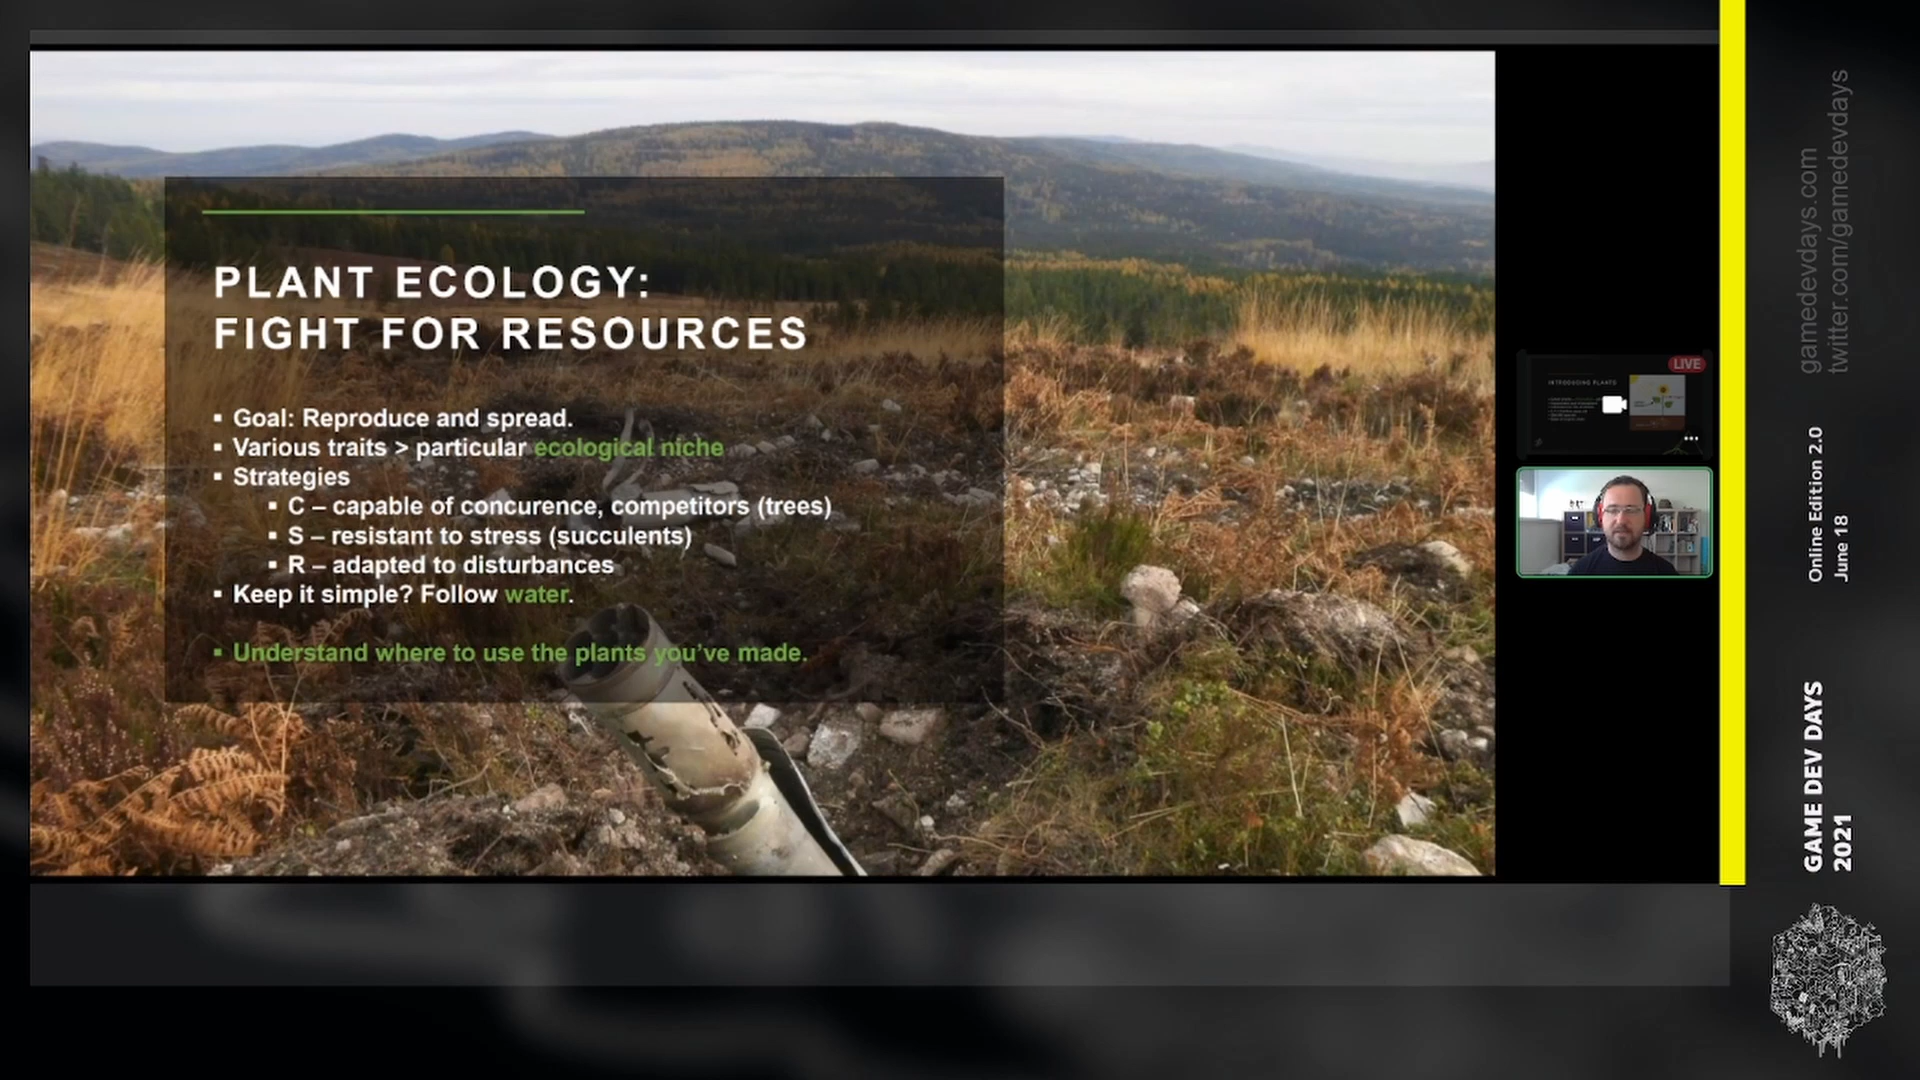 PLANT ECOLOGY:
FIGHT FOR RESOURCES
▪ Goal: Reproduce and spread.
▪ Various traits > particular ecological niche
▪ Strategies
▪ C – capable of concurence, competitors (trees)
▪ S – resistant to stress (succulents)
▪ R – adapted to disturbances
▪ Keep it simple? Follow water.
▪ Understand where to use the plants you've made.
LIVE
INTRODUCING PLANTS
gamedevdays.com
twitter.com/gamedevdays
Online Edition 2.0
June 18
GAME DEV DAYS
2021